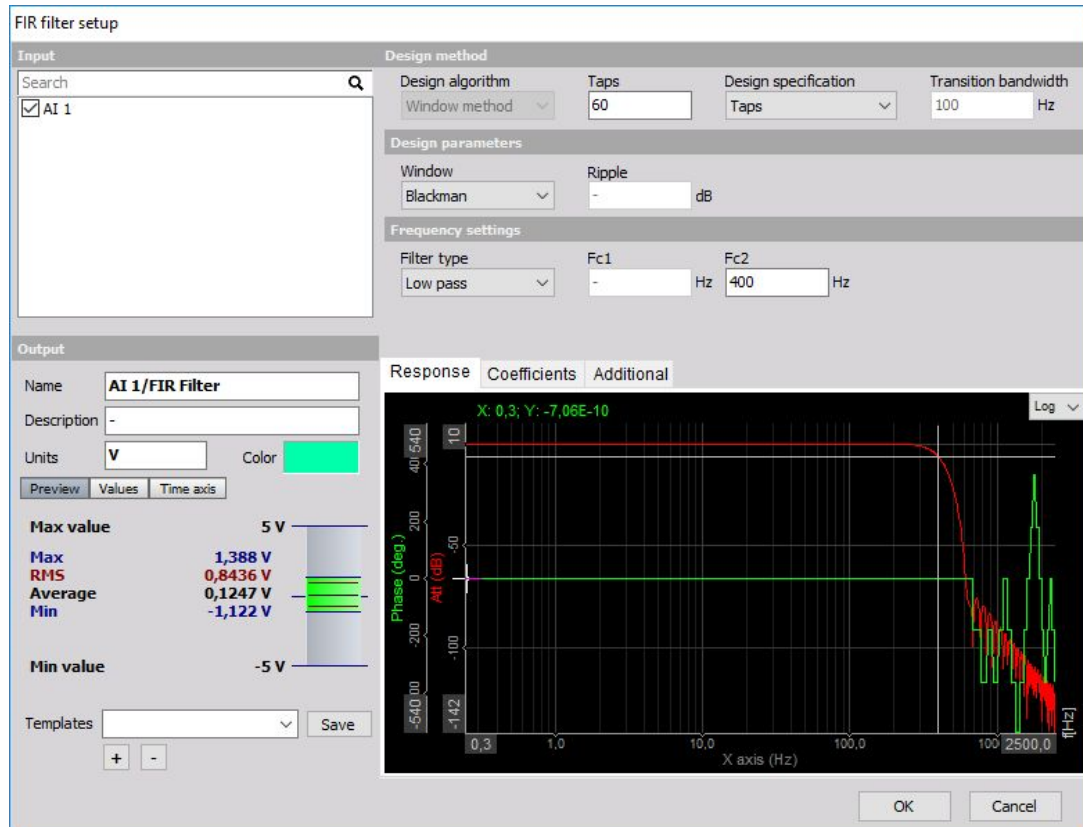 FIR filter setup
Input
Search
AI 1
Design method
Design algorithm Taps Design specification Transition bandwidth
Window method 60 Taps 100 Hz
Design parameters
Window Ripple
Blackman - dB
Frequency settings
Filter type Fc1 Fc2
Low pass - Hz 400 Hz
Output
Name AI 1/FIR Filter
Description -
Units V Color
Preview Values Time axis
Max value 5 V
Max 1,388 V
RMS 0,8436 V
Average 0,1247 V
Min -1,122 V
Min value -5 V
Templates Save
+ -
Response Coefficients Additional
X: 0,3; Y: -7,06E-10
Log
540 10
200 -50
0
-200 -100
-540 -142
Phase (deg.)
Att (dB)
0,3 1,0 10,0 100,0 2500,0
f[Hz]
X axis (Hz)
OK Cancel